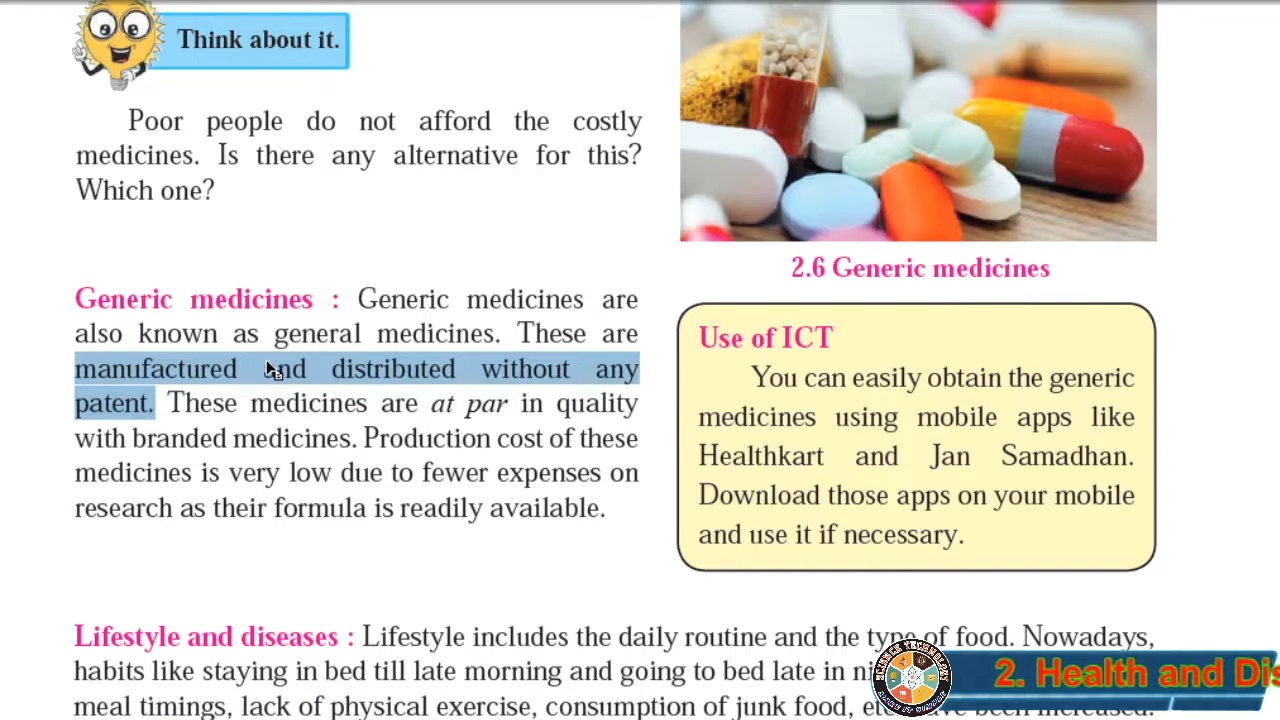 Think about it.
Poor people do not afford the costly
medicines. Is there any alternative for this?
Which one?
2.6 Generic medicines
Generic medicines : Generic medicines are
also known as general medicines. These are
manufactured and distributed without any
patent. These medicines are at par in quality
with branded medicines. Production cost of these
medicines is very low due to fewer expenses on
research as their formula is readily available.
Use of ICT
You can easily obtain the generic
medicines using mobile apps like
Healthkart and Jan Samadhan.
Download those apps on your mobile
and use it if necessary.
Lifestyle and diseases : Lifestyle includes the daily routine and the type of food. Nowadays,
habits like staying in bed till late morning and going to bed late in
meal timings, lack of physical exercise, consumption of junk food,
SCIENCE TECHNOLOGY
2. Health and Dis